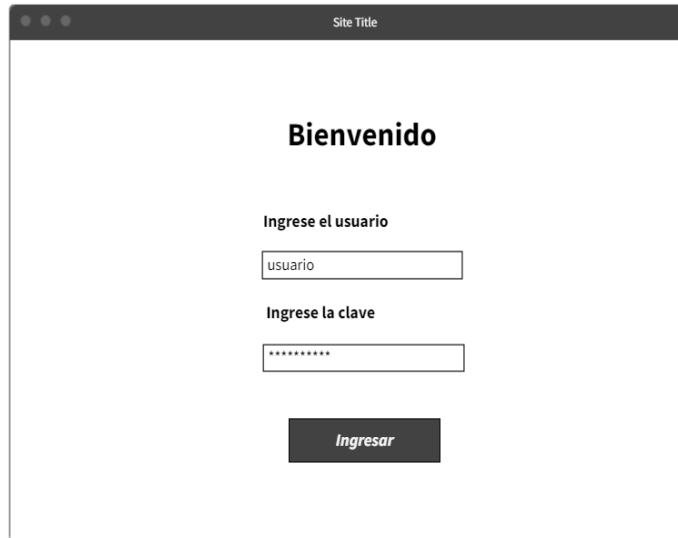 Site Title
Bienvenido
Ingrese el usuario
usuario
Ingrese la clave
**********
Ingresar